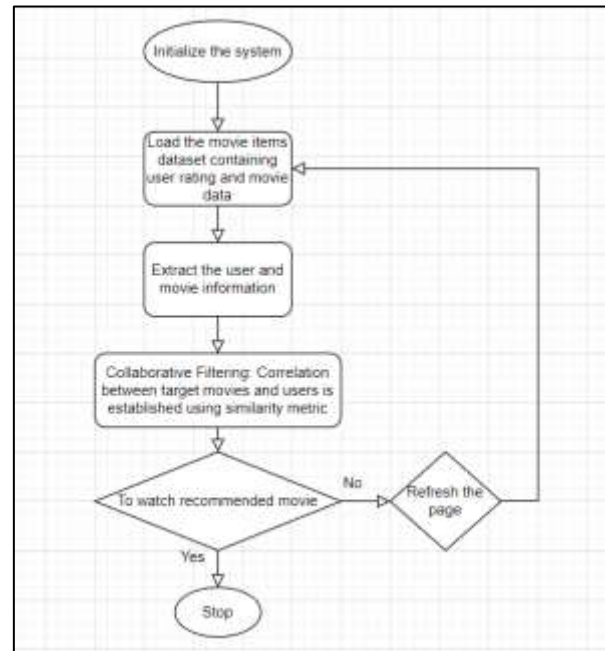 Initialize the system
Load the movie items
dataset containing
user rating and movie
data
Extract the user and
movie information
Collaborative Filtering: Correlation
between target movies and users is
established using similarity metric
To watch recommended movie
No
Refresh the
page
Yes
Stop